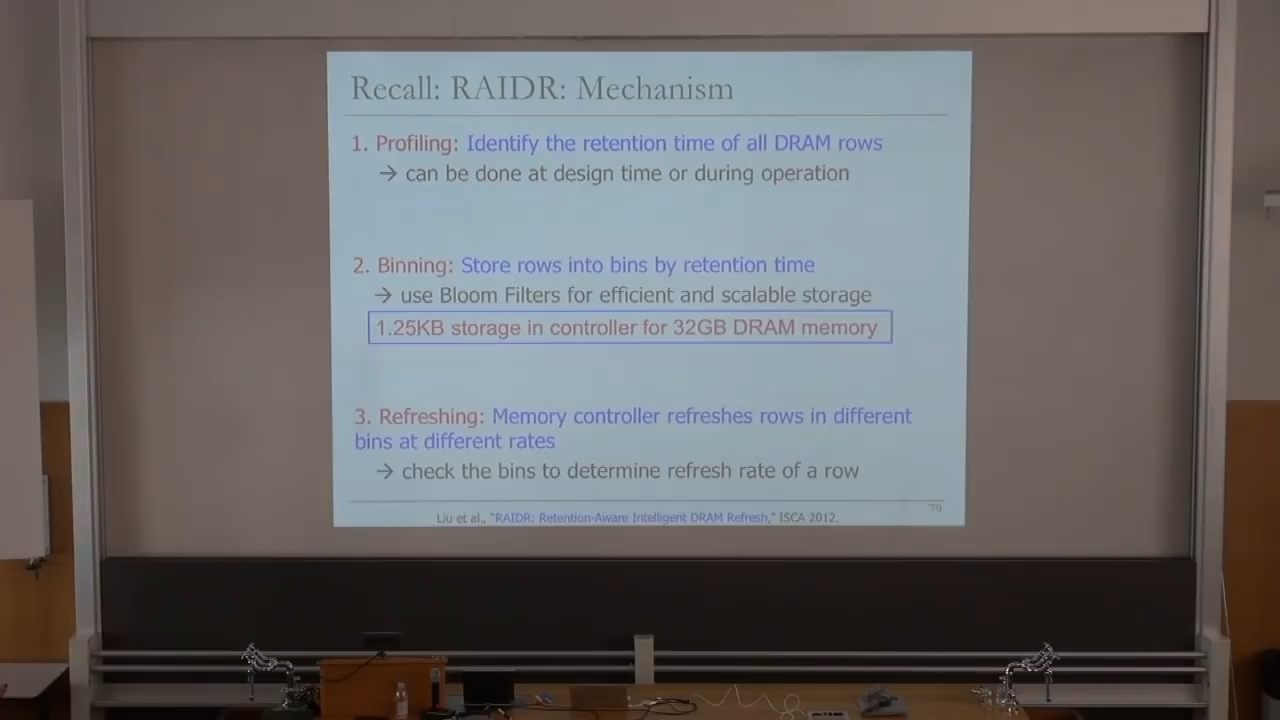 Recall: RAIDR: Mechanism
1. Profiling: Identify the retention time of all DRAM rows
→ can be done at design time or during operation
2. Binning: Store rows into bins by retention time
→ use Bloom Filters for efficient and scalable storage
1.25KB storage in controller for 32GB DRAM memory
3. Refreshing: Memory controller refreshes rows in different
bins at different rates
→ check the bins to determine refresh rate of a row
Liu et al., "RAIDR: Retention-Aware Intelligent DRAM Refresh," ISCA 2012.
79